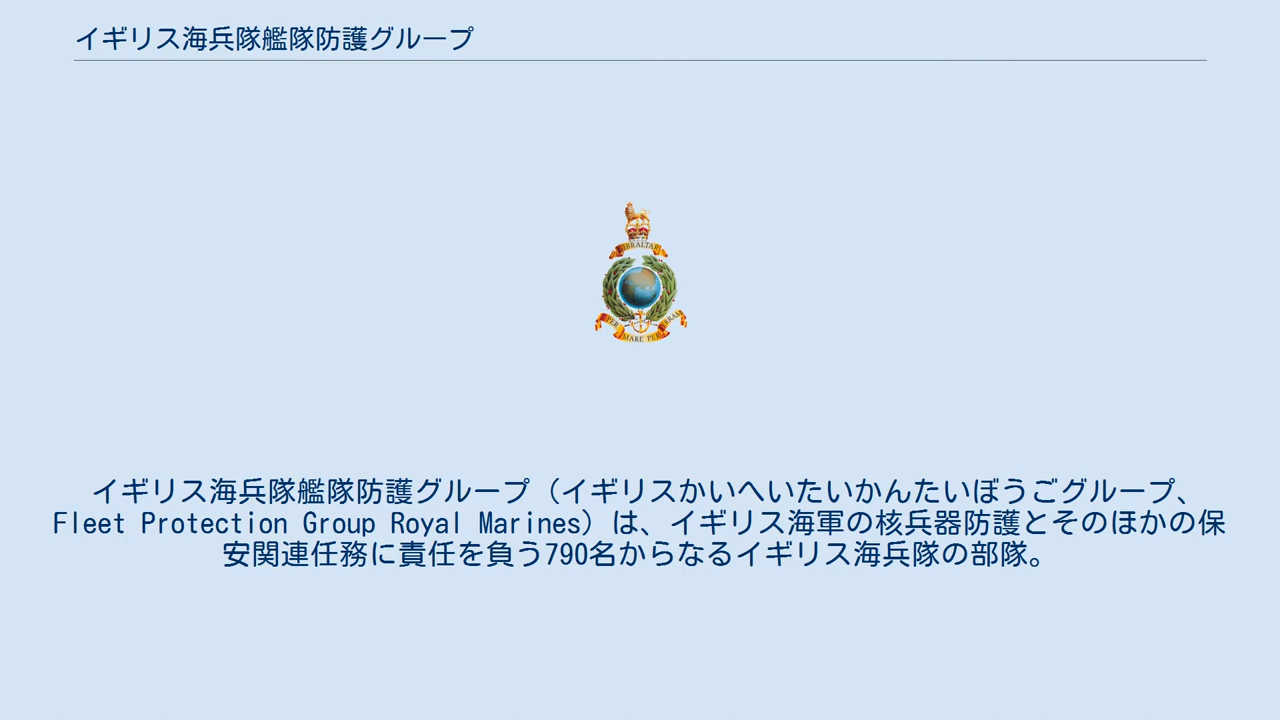 イギリス海兵隊艦隊防護グループ
GIBRALTAR
PER MARE PER TERRAM
イギリス海兵隊艦隊防護グループ（イギリスかいへいたいかんたいぼうごグループ、
Fleet Protection Group Royal Marines）は、イギリス海軍の核兵器防護とそのほかの保
安関連任務に責任を負う790名からなるイギリス海兵隊の部隊。